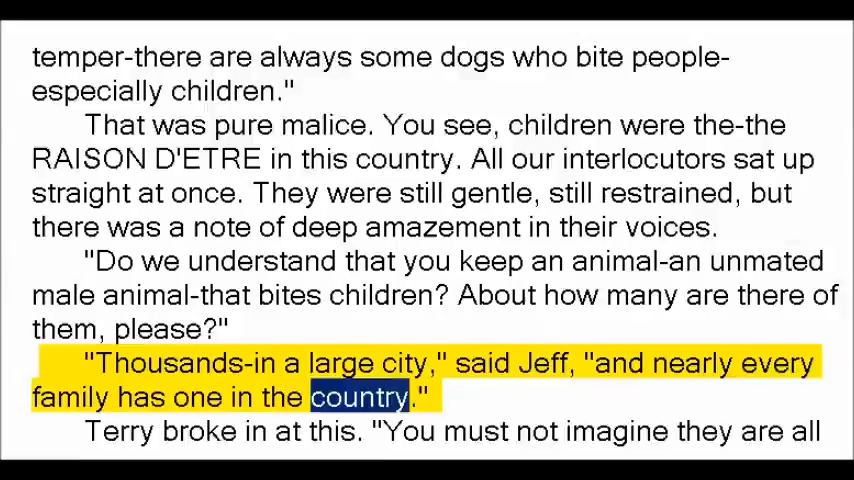 temper-there are always some dogs who bite people-
especially children."
That was pure malice. You see, children were the-the
RAISON D'ETRE in this country. All our interlocutors sat up
straight at once. They were still gentle, still restrained, but
there was a note of deep amazement in their voices.
"Do we understand that you keep an animal-an unmated
male animal-that bites children? About how many are there of
them, please?"
"Thousands-in a large city," said Jeff, "and nearly every
family has one in the country."
Terry broke in at this. "You must not imagine they are all